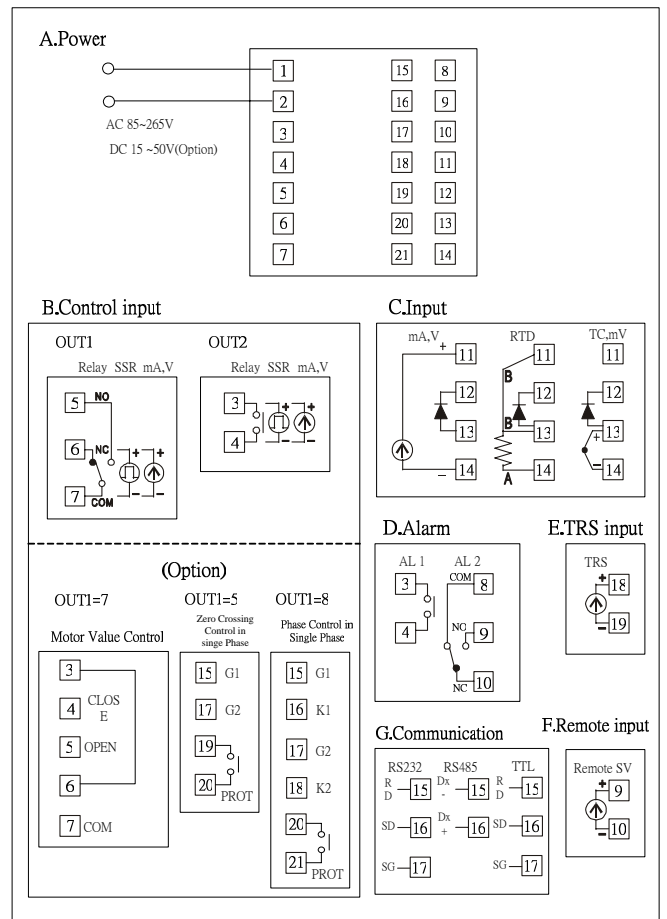 A.Power
1 15 8
2 16 9
AC 85~265V
3 17 10
DC 15 ~50V(Option)
4 18 11
5 19 12
6 20 13
7 21 14
B.Control input
OUT1
Relay SSR mA,V
5 NO
6 NC + +
7 COM - -
OUT2
Relay SSR mA,V
3 + +
4 - -
C.Input
mA,V RTD TC,mV
+ 11 11 11
B
12 12 12
B
13 13 + 13
- 14 A 14 - 14
(Option)
OUT1=7
Motor Value Control
3
4 CLOS
E
5 OPEN
6
7 COM
OUT1=5
Zero Crossing
Control in
singe Phase
15 G1
17 G2
19
20 PROT
OUT1=8
Phase Control in
Single Phase
15 G1
16 K1
17 G2
18 K2
20
21 PROT
D.Alarm
AL 1 AL 2
3 COM 8
4 NO 9
NC 10
E.TRS input
TRS
+ 18
- 19
G.Communication
RS232 RS485 TTL
R
D 15 Dx
- 15 R
D 15
SD 16 Dx
+ 16 SD 16
SG 17 SG 17
F.Remote input
Remote SV
+ 9
- 10